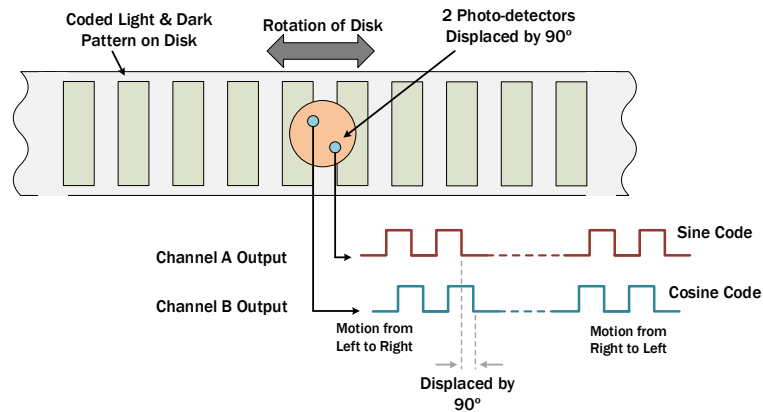 Coded Light & Dark
Pattern on Disk
Rotation of Disk
2 Photo-detectors
Displaced by 90º
Channel A Output
Sine Code
Channel B Output
Cosine Code
Motion from
Left to Right
Motion from
Right to Left
Displaced by
90º